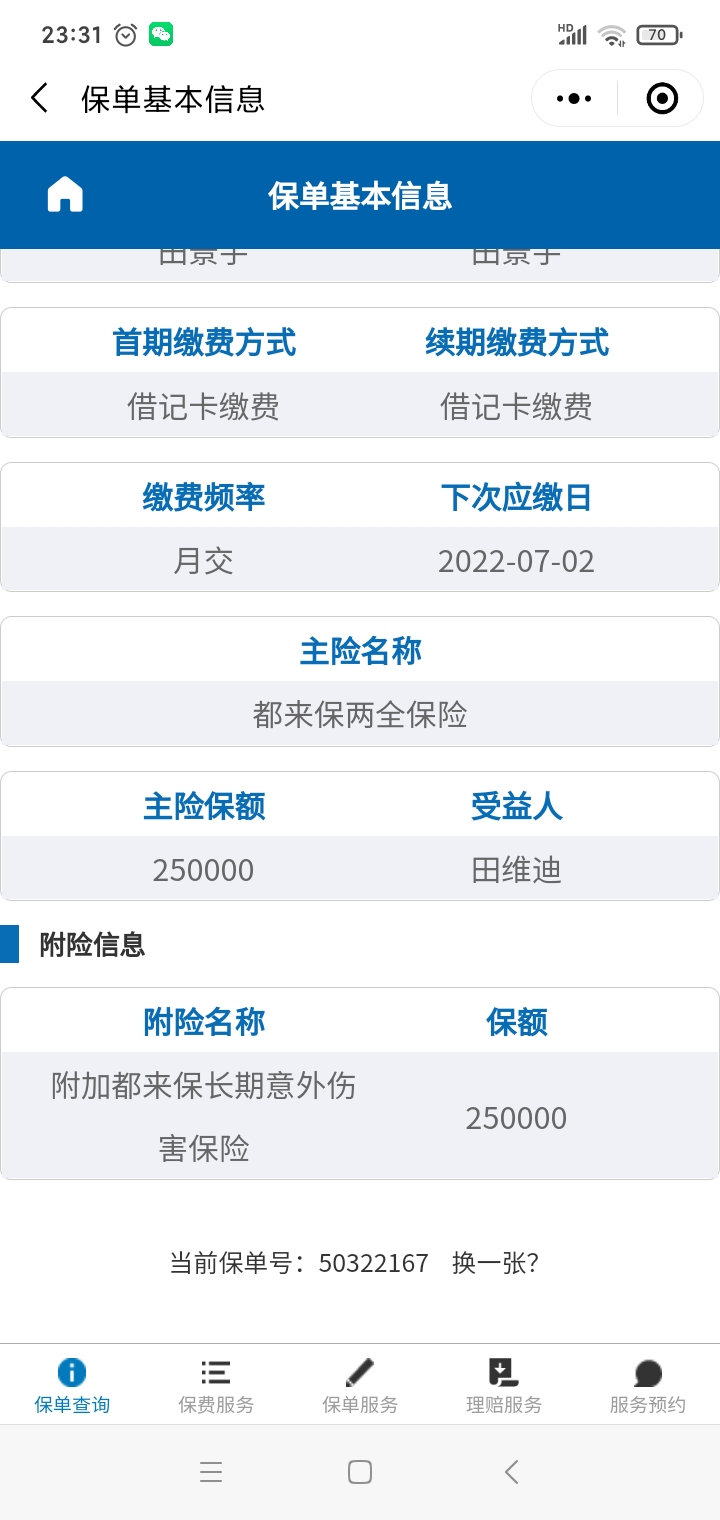 23:31
HD
70
保单基本信息
保单基本信息
首期缴费方式 续期缴费方式
借记卡缴费 借记卡缴费
缴费频率 下次应缴日
月交 2022-07-02
主险名称
都来保两全保险
主险保额 受益人
250000 田维迪
附险信息
附险名称 保额
附加都来保长期意外伤
害保险
250000
当前保单号：50322167 换一张?
保单查询 保费服务 保单服务 理赔服务 服务预约